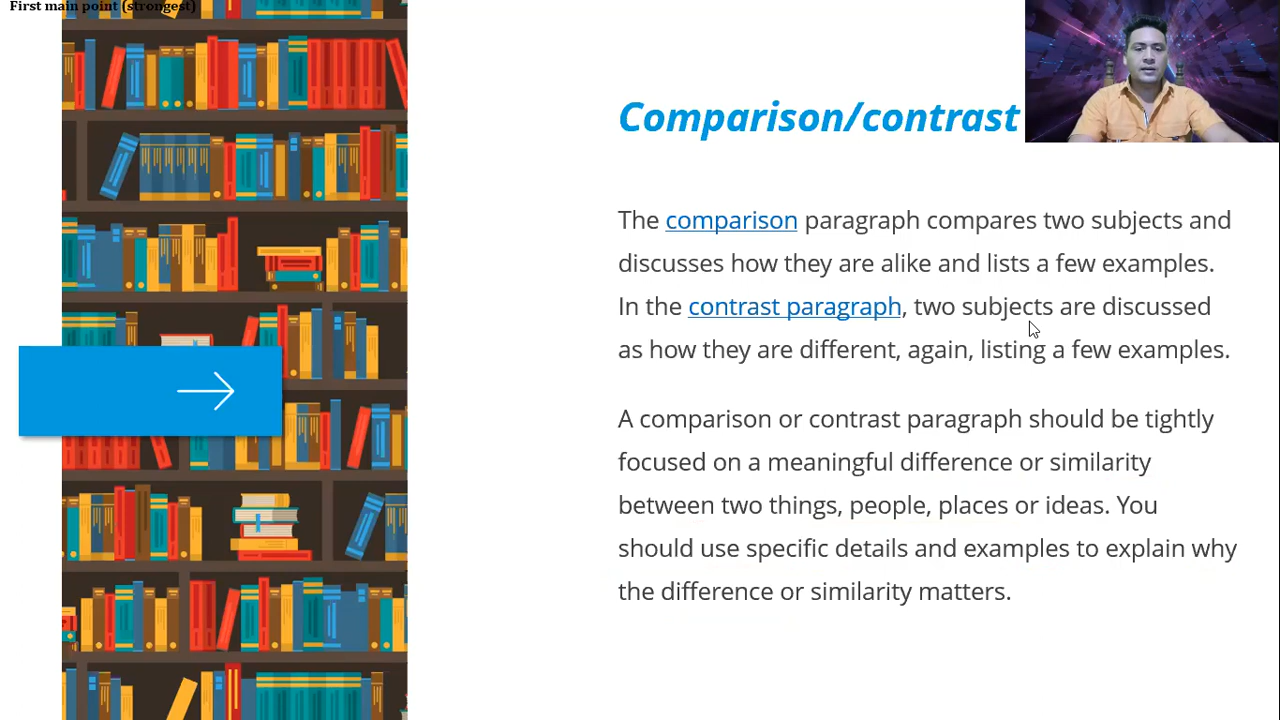 First main point (strongest)
Comparison/contrast
The comparison paragraph compares two subjects and
discusses how they are alike and lists a few examples.
In the contrast paragraph, two subjects are discussed
as how they are different, again, listing a few examples.
A comparison or contrast paragraph should be tightly
focused on a meaningful difference or similarity
between two things, people, places or ideas. You
should use specific details and examples to explain why
the difference or similarity matters.